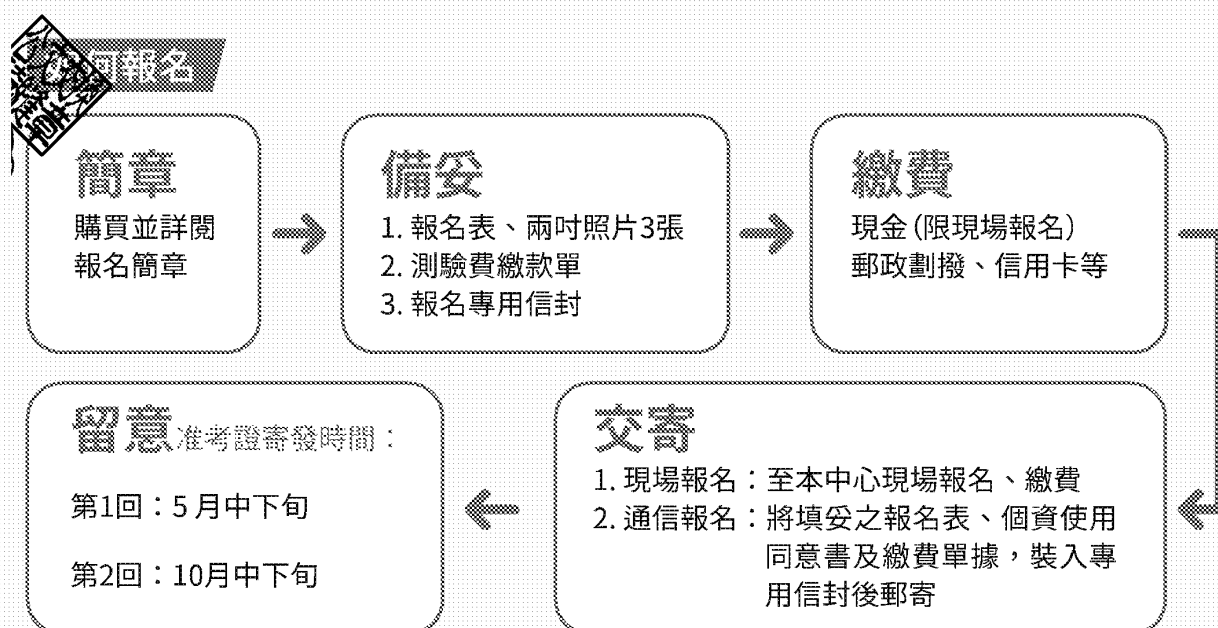 何報名
簡章
購買並詳閱
報名簡章
備妥
1. 報名表、兩吋照片3張
2. 測驗費繳款單
3. 報名專用信封
繳費
現金(限現場報名)
郵政劃撥、信用卡等
交寄
1. 現場報名：至本中心現場報名、繳費
2. 通信報名：將填妥之報名表、個資使用
同意書及繳費單據，裝入專
用信封後郵寄
留意准考證寄發時間：
第1回：5月中下旬
第2回：10月中下旬